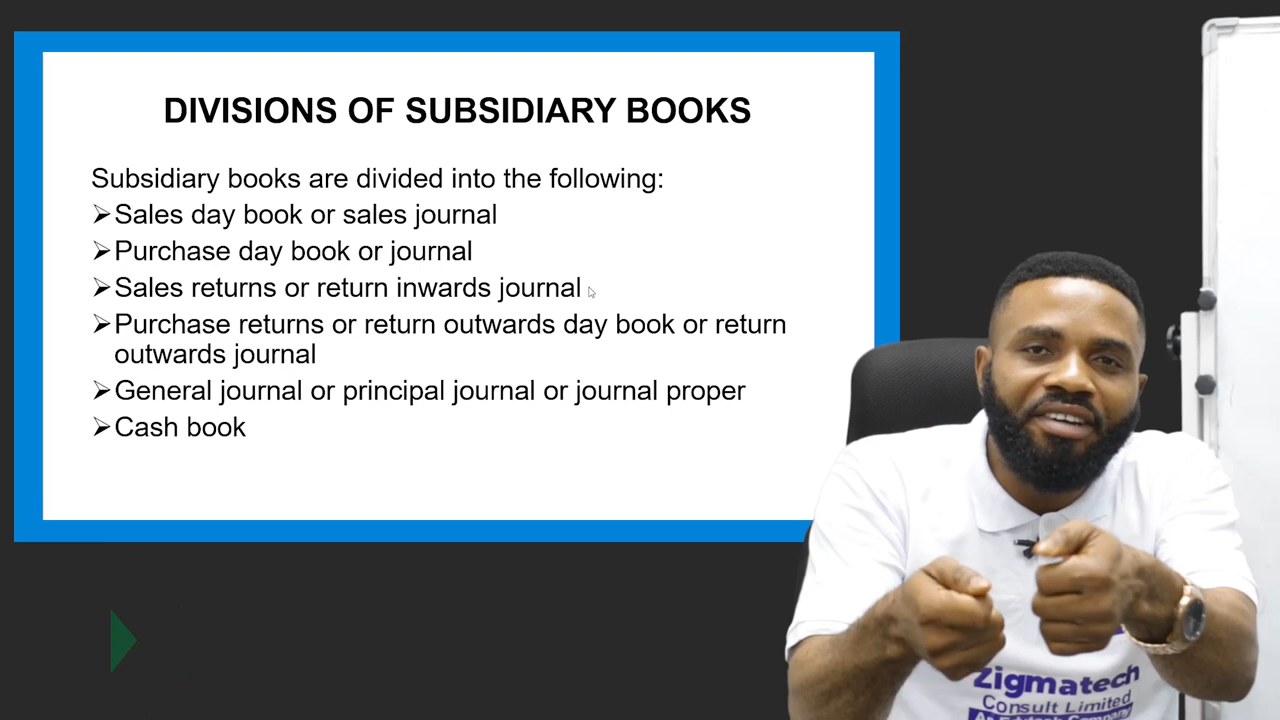 DIVISIONS OF SUBSIDIARY BOOKS
Subsidiary books are divided into the following:
➢Sales day book or sales journal
➢Purchase day book or journal
➢Sales returns or return inwards journal
➢Purchase returns or return outwards day book or return
outwards journal
➢General journal or principal journal or journal proper
➢Cash book
Zigmatech
Consult Limited